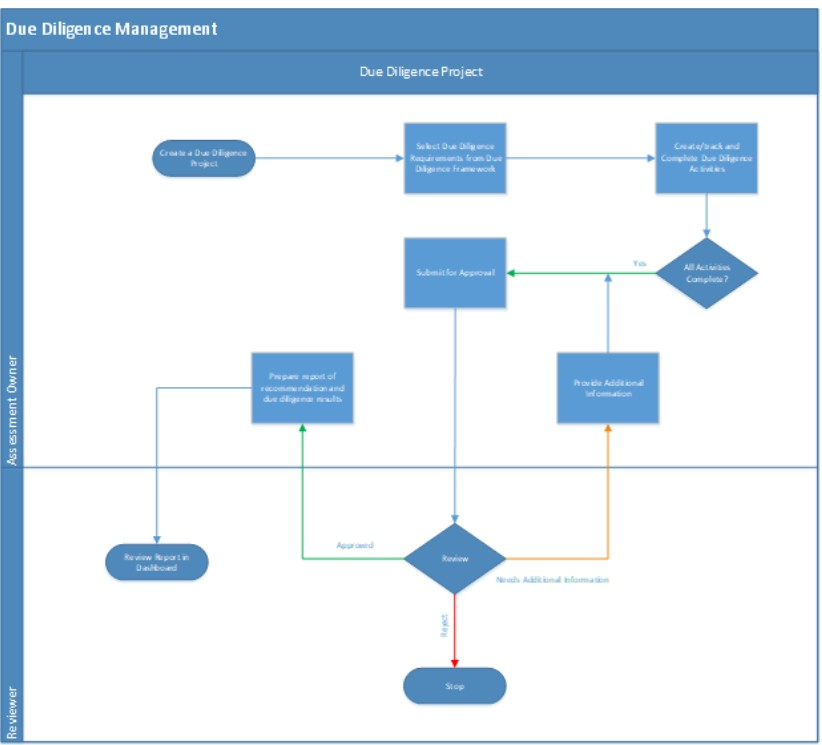 Due Diligence Management
Due Diligence Project
Create a Due Diligence
Project
Select Due Diligence
Requirements from Due
Diligence Framework
Create/track and
Complete Due Diligence
Activities
Submit for Approval
Yes
All Activities
Complete?
Prepare report of
recommendation and
due diligence results
Provide Additional
Information
Assessment Owner
Approved
Review
Review Report in
Dashboard
Needs Additional Information
Reject
Stop
Reviewer